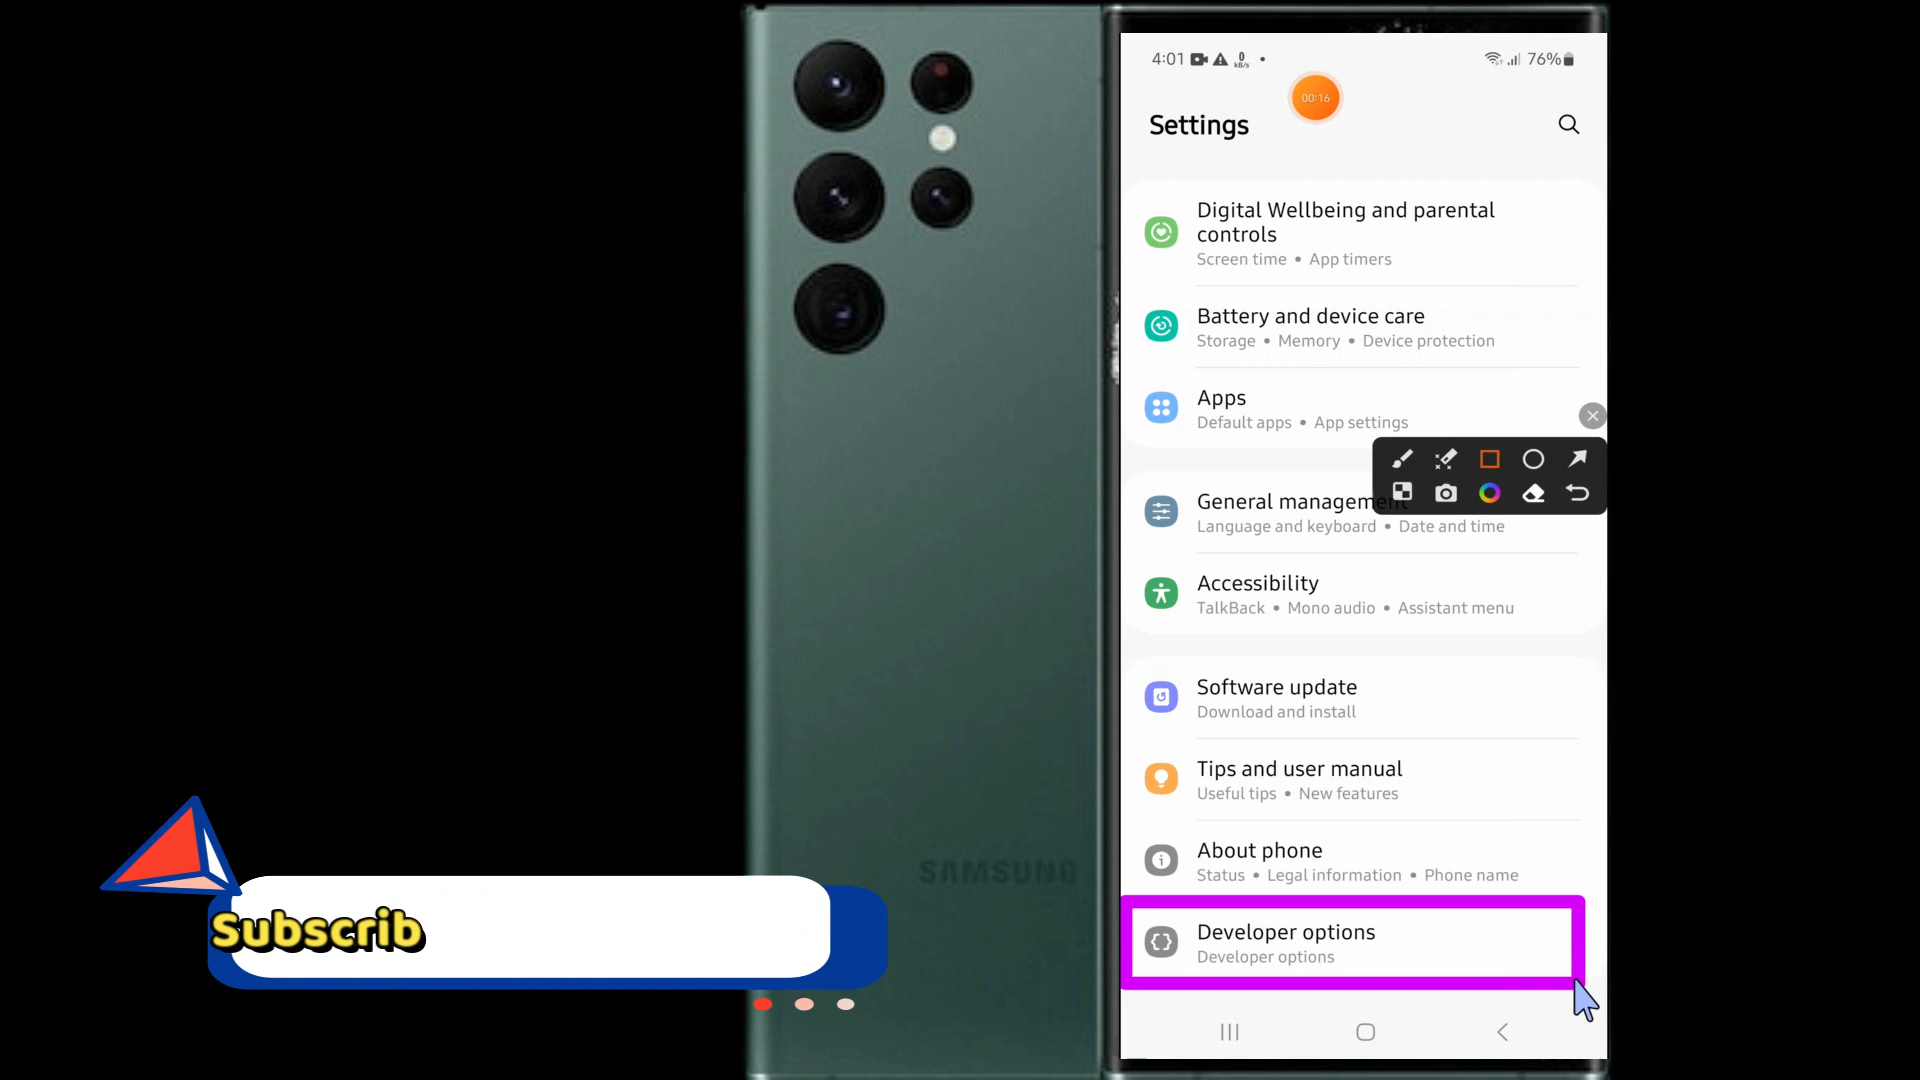 4:01
0
KB/s
76%
00:16
Settings
Digital Wellbeing and parental
controls
Screen time • App timers
Battery and device care
Storage • Memory • Device protection
Apps
Default apps • App settings
General management
Language and keyboard • Date and time
Accessibility
TalkBack • Mono audio • Assistant menu
Software update
Download and install
Tips and user manual
Useful tips • New features
About phone
Status • Legal information • Phone name
Developer options
Developer options
SAMSUNG
Subscrib